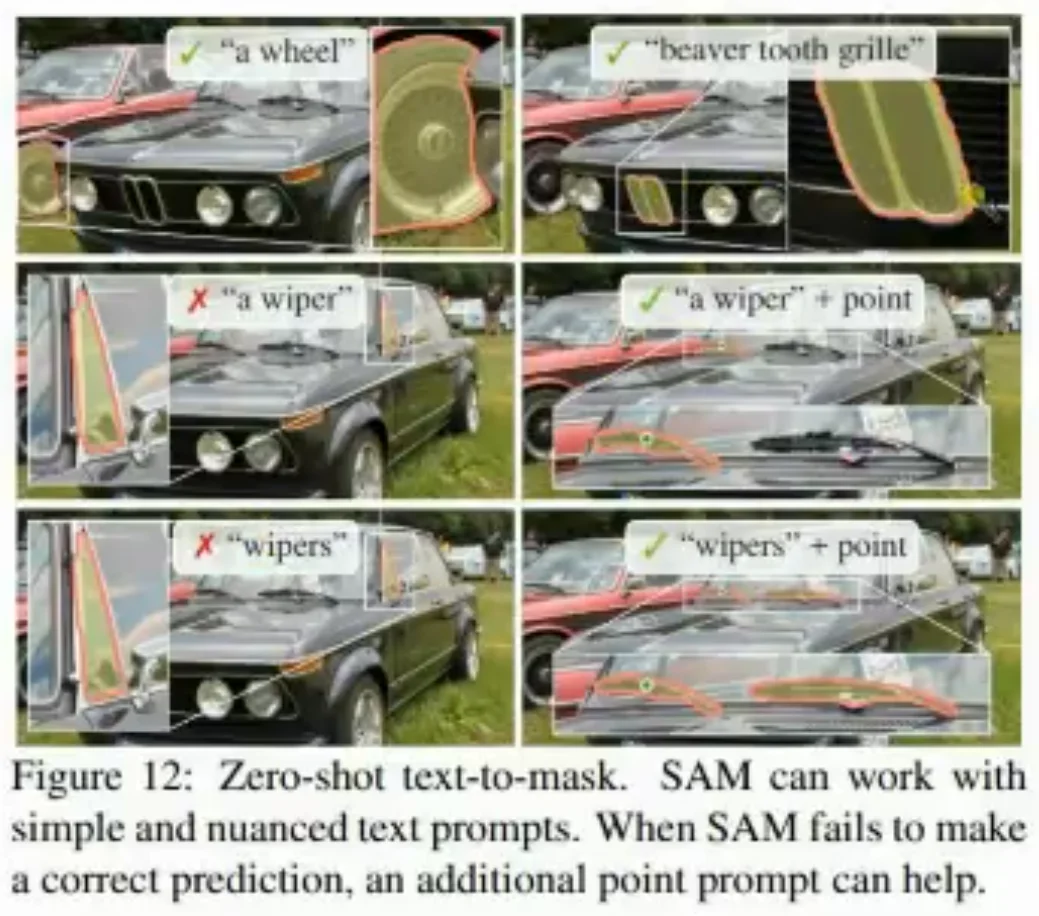 ✓ “a wheel”
✓ “beaver tooth grille”
✗ “a wiper”
✓ “a wiper” + point
✗ “wipers”
✓ “wipers” + point
Figure 12: Zero-shot text-to-mask. SAM can work with
simple and nuanced text prompts. When SAM fails to make
a correct prediction, an additional point prompt can help.